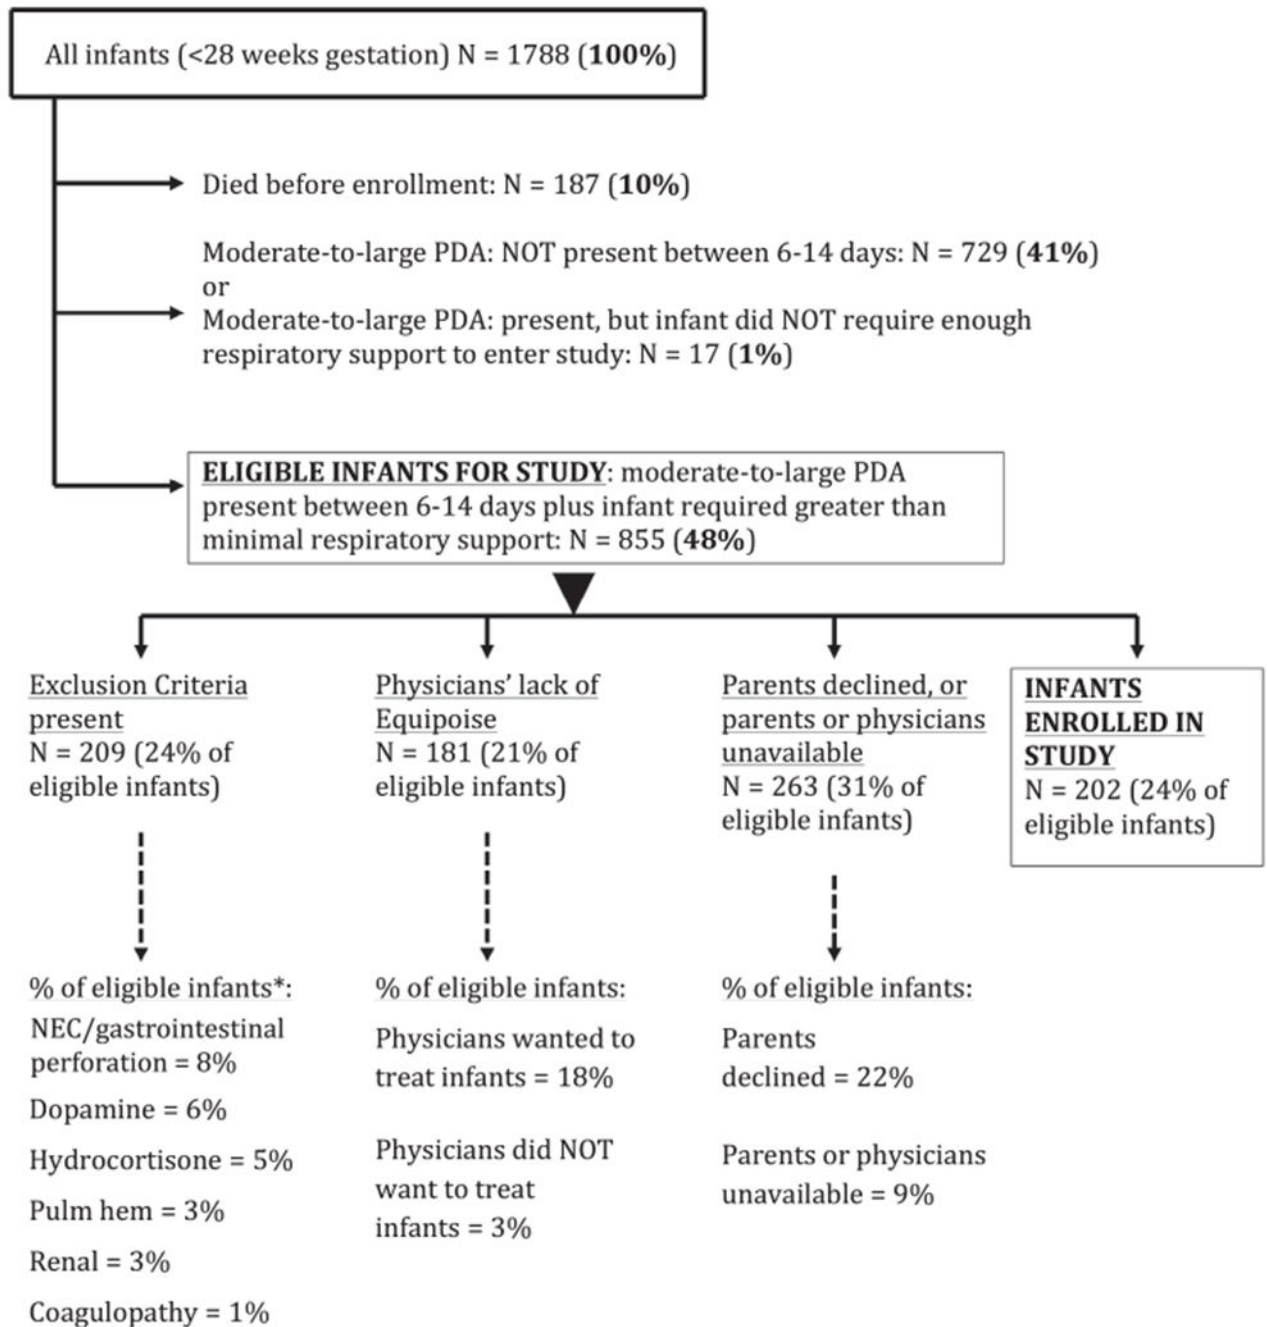 All infants (<28 weeks gestation) N = 1788 (100%)
Died before enrollment: N = 187 (10%)
Moderate-to-large PDA: NOT present between 6-14 days: N = 729 (41%)
or
Moderate-to-large PDA: present, but infant did NOT require enough
respiratory support to enter study: N = 17 (1%)
ELIGIBLE INFANTS FOR STUDY: moderate-to-large PDA
present between 6-14 days plus infant required greater than
minimal respiratory support: N = 855 (48%)
Exclusion Criteria
present
N = 209 (24% of
eligible infants)
Physicians' lack of
Equipoise
N = 181 (21% of
eligible infants)
Parents declined, or
parents or physicians
unavailable
N = 263 (31% of
eligible infants)
INFANTS
ENROLLED IN
STUDY
N = 202 (24% of
eligible infants)
% of eligible infants*:
NEC/gastrointestinal
perforation = 8%
Dopamine = 6%
Hydrocortisone = 5%
Pulm hem = 3%
Renal = 3%
Coagulopathy = 1%
% of eligible infants:
Physicians wanted to
treat infants = 18%
Physicians did NOT
want to treat
infants = 3%
% of eligible infants:
Parents
declined = 22%
Parents or physicians
unavailable = 9%